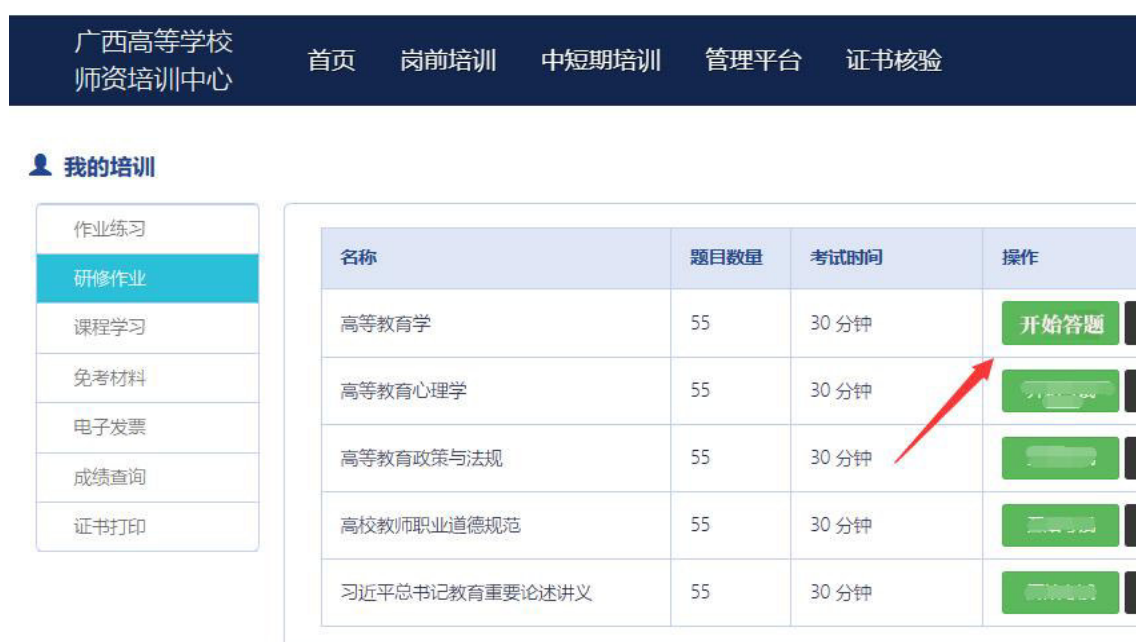 广西高等学校
师资培训中心
首页 岗前培训 中短期培训 管理平台 证书核验
我的培训
作业练习
研修作业
课程学习
免考材料
电子发票
成绩查询
证书打印
名称 题目数量 考试时间 操作
高等教育学 55 30 分钟 开始答题
高等教育心理学 55 30 分钟
高等教育政策与法规 55 30 分钟
高校教师职业道德规范 55 30 分钟
习近平总书记教育重要论述讲义 55 30 分钟